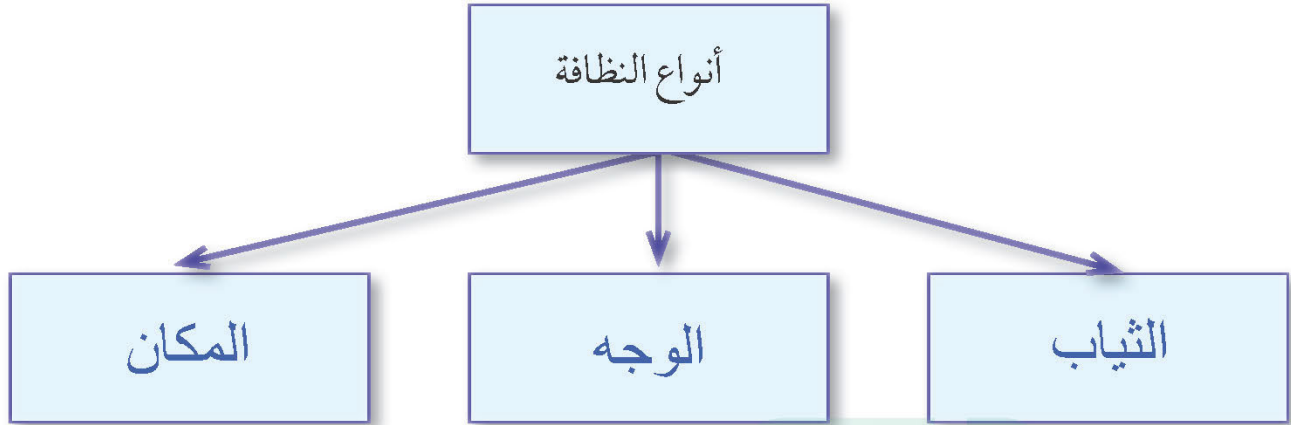 أنواع النظافة
الثياب
الوجه
المكان